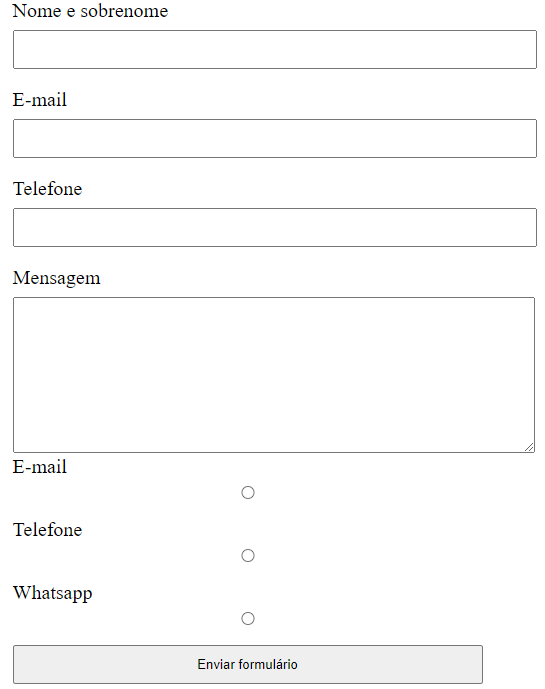 Nome e sobrenome
E-mail
Telefone
Mensagem
E-mail
Telefone
Whatsapp
Enviar formulário